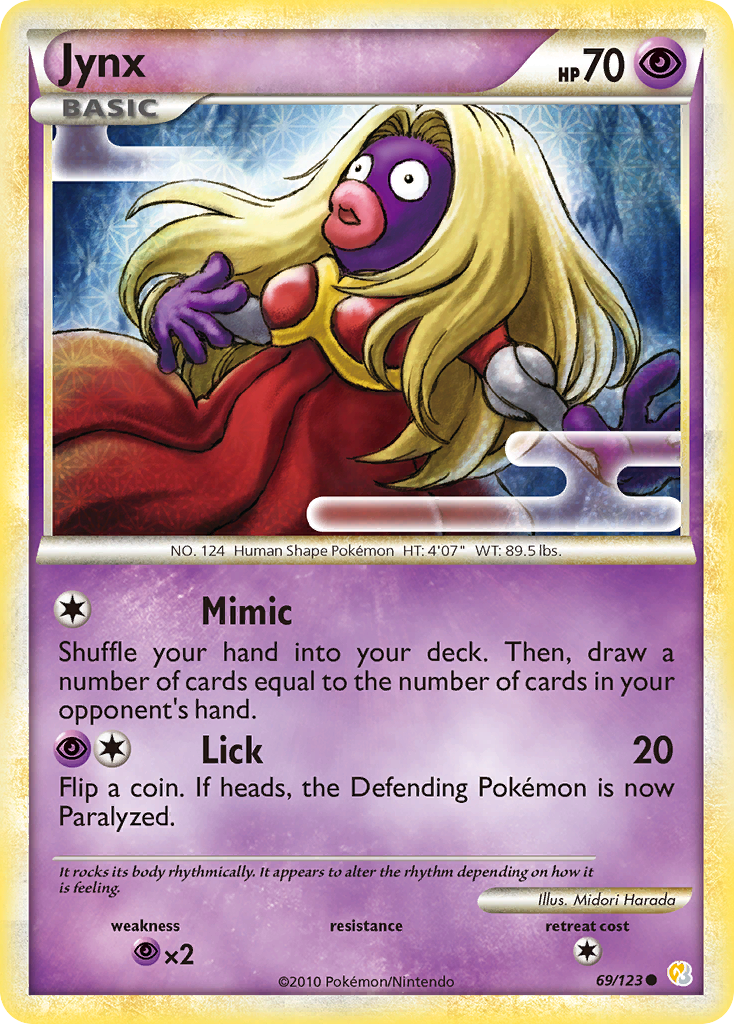 Jynx
HP 70
BASIC
NO. 124 Human Shape Pokémon HT: 4'07" WT: 89.5 lbs.
Mimic
Shuffle your hand into your deck. Then, draw a
number of cards equal to the number of cards in your
opponent's hand.
Lick 20
Flip a coin. If heads, the Defending Pokémon is now
Paralyzed.
It rocks its body rhythmically. It appears to alter the rhythm depending on how it
is feeling.
Illus. Midori Harada
weakness resistance retreat cost
×2
©2010 Pokémon/Nintendo
69/123